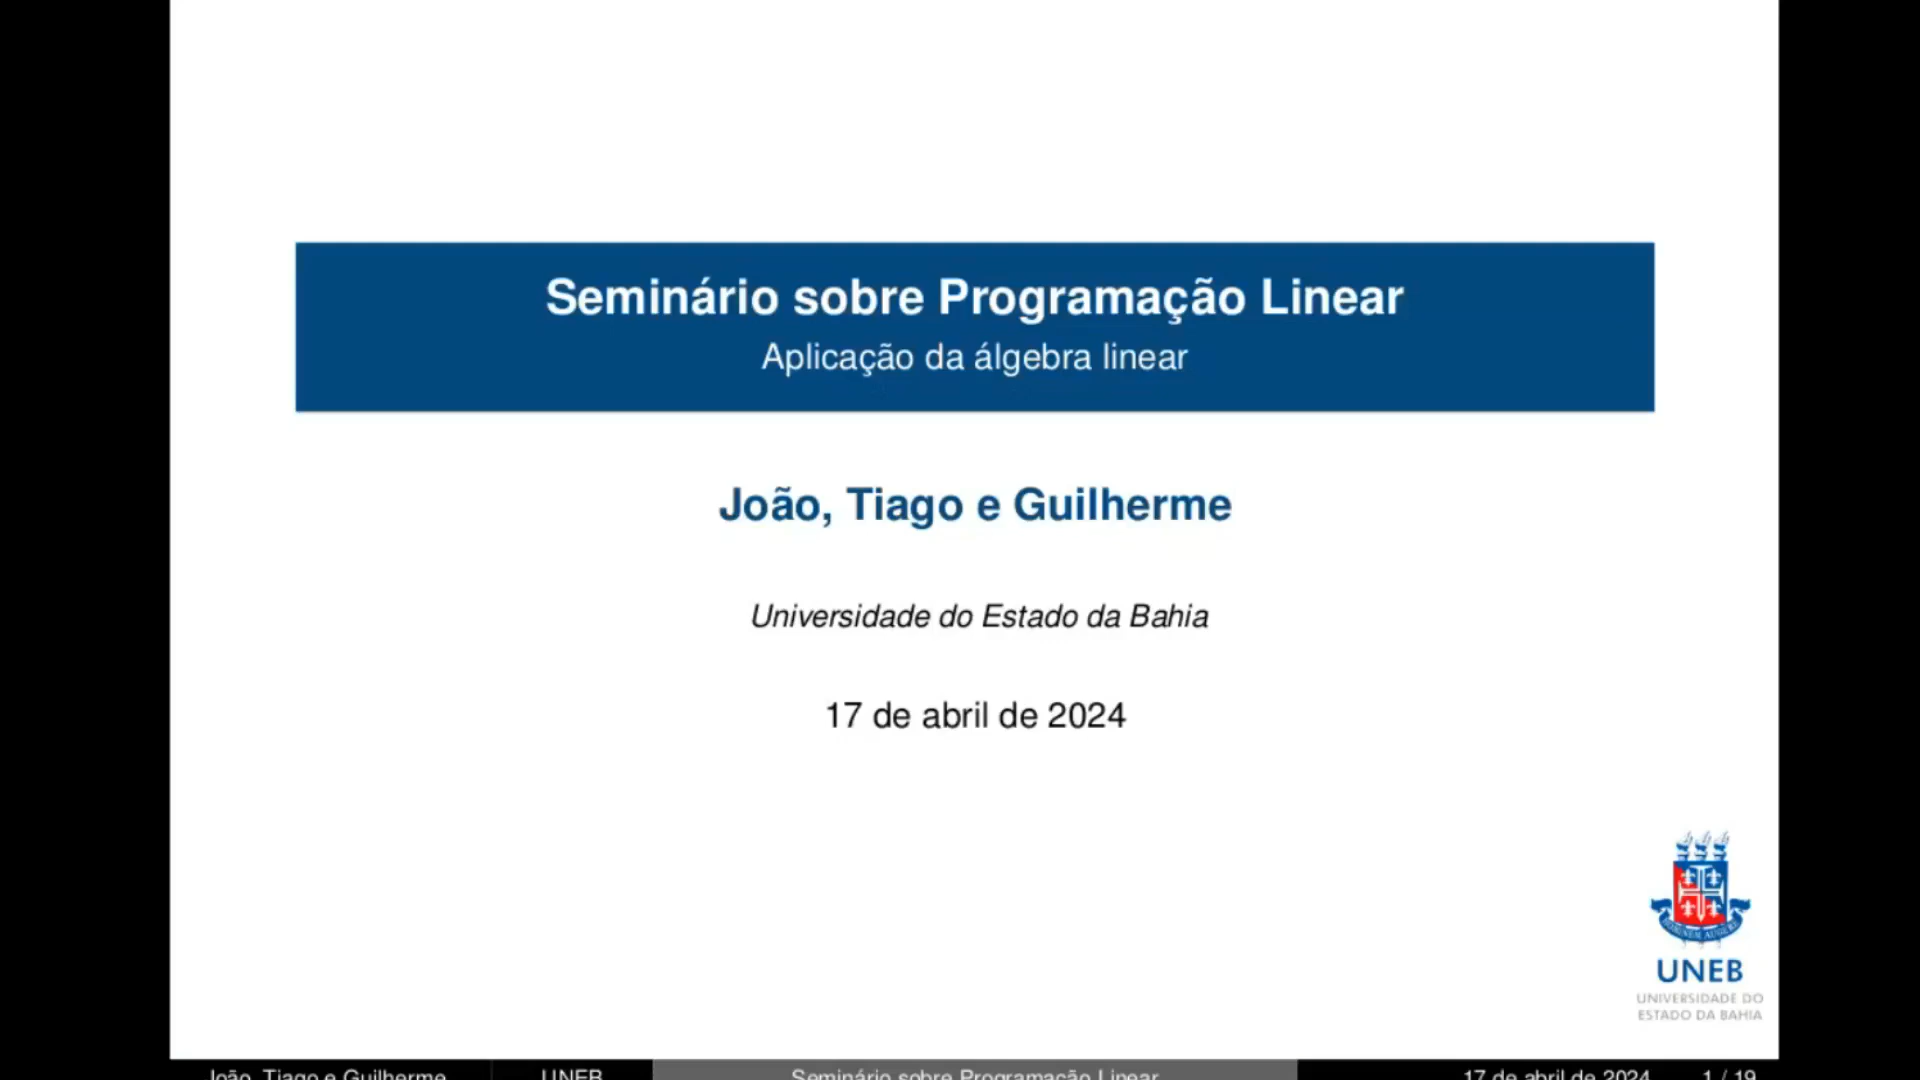 Seminário sobre Programação Linear
Aplicação da álgebra linear
João, Tiago e Guilherme
Universidade do Estado da Bahia
17 de abril de 2024
UNEB
UNIVERSIDADE DO
ESTADO DA BAHIA
João, Tiago e Guilherme UNEB Seminário sobre Programação Linear 17 de abril de 2024 1 / 19